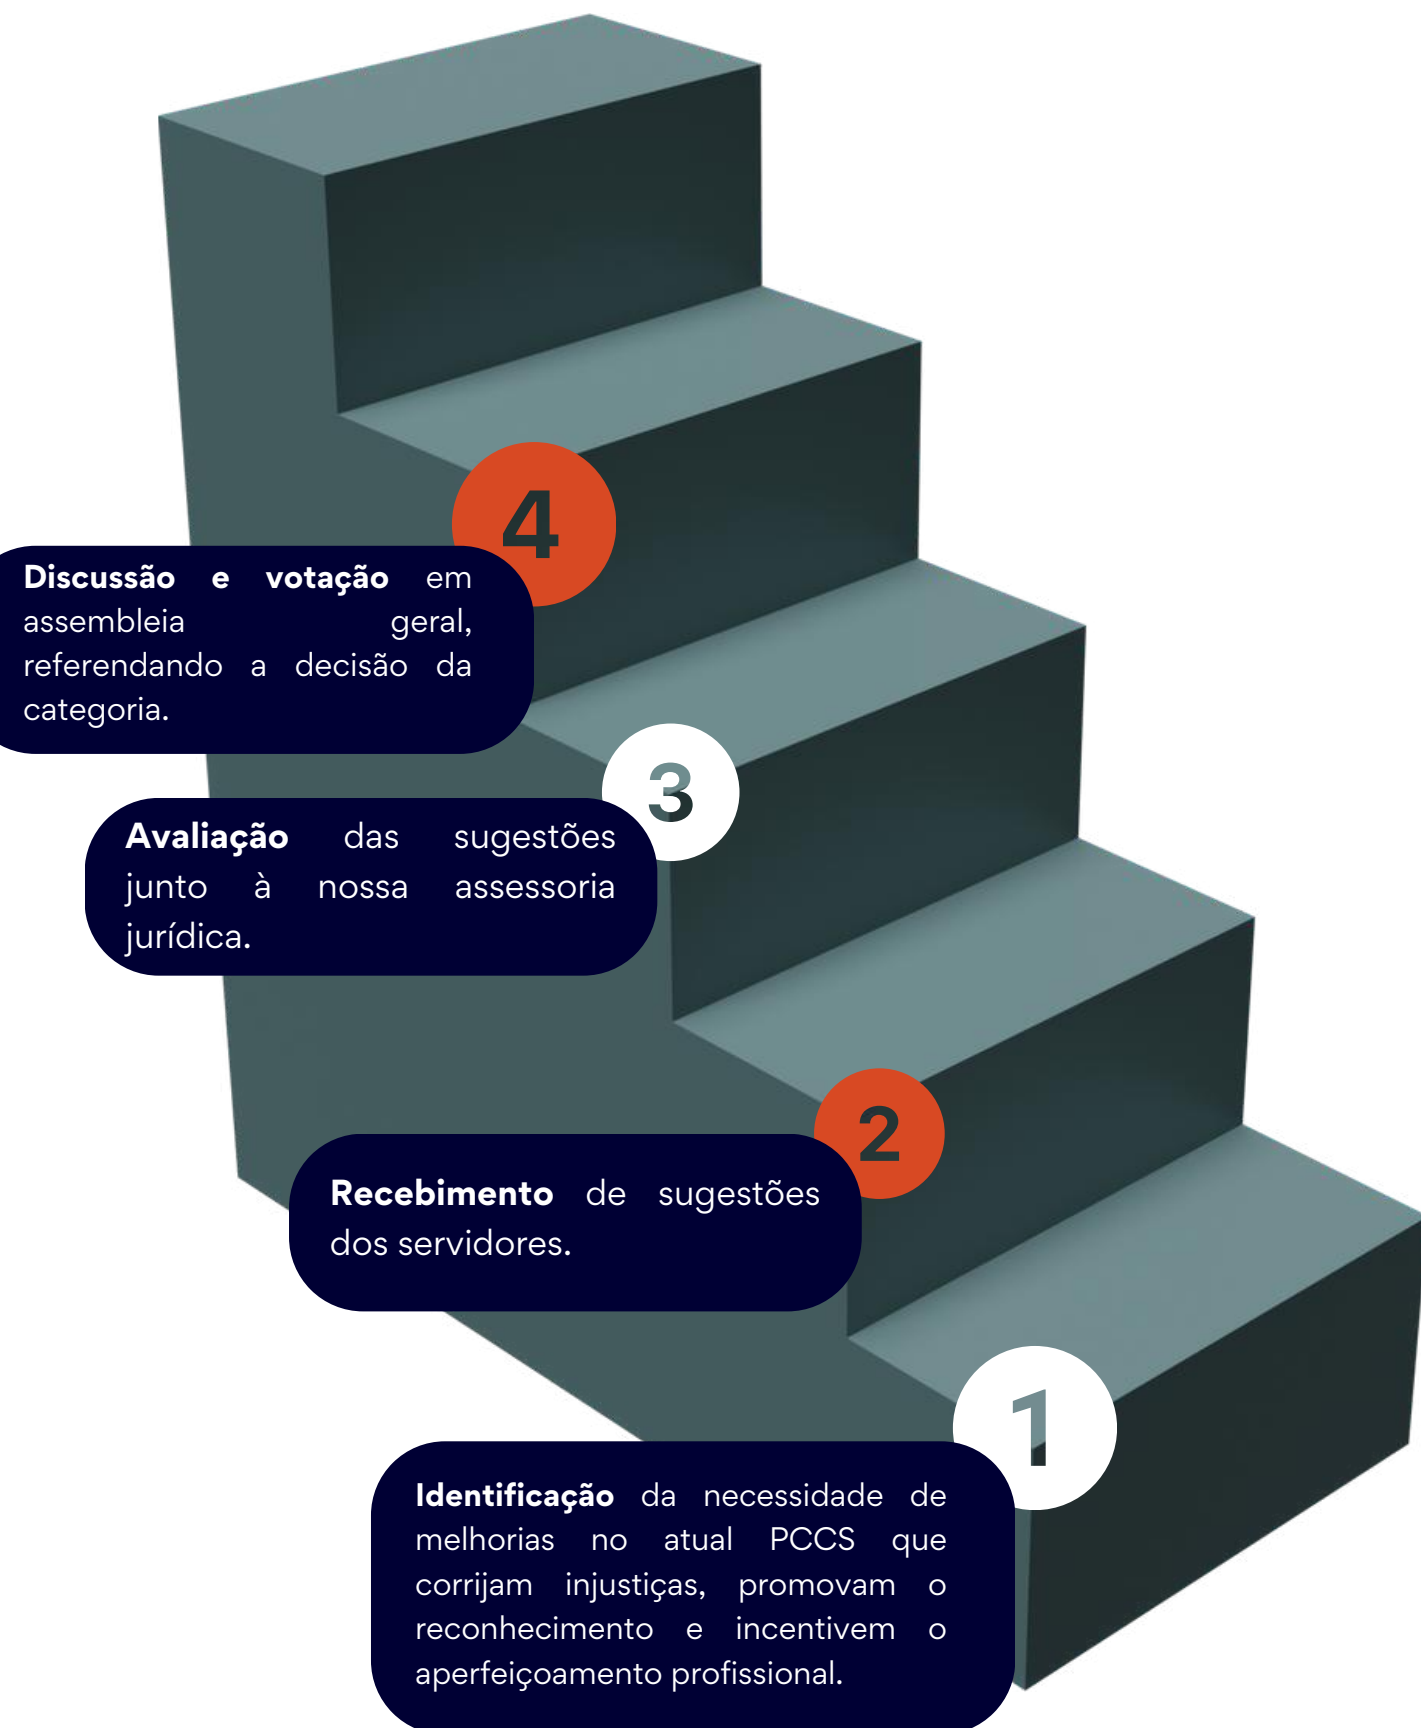 4
Discussão e votação em
assembleia geral,
referendando a decisão da
categoria.
3
Avaliação das sugestões
junto à nossa assessoria
jurídica.
2
Recebimento de sugestões
dos servidores.
1
Identificação da necessidade de
melhorias no atual PCCS que
corrijam injustiças, promovam o
reconhecimento e incentivem o
aperfeiçoamento profissional.